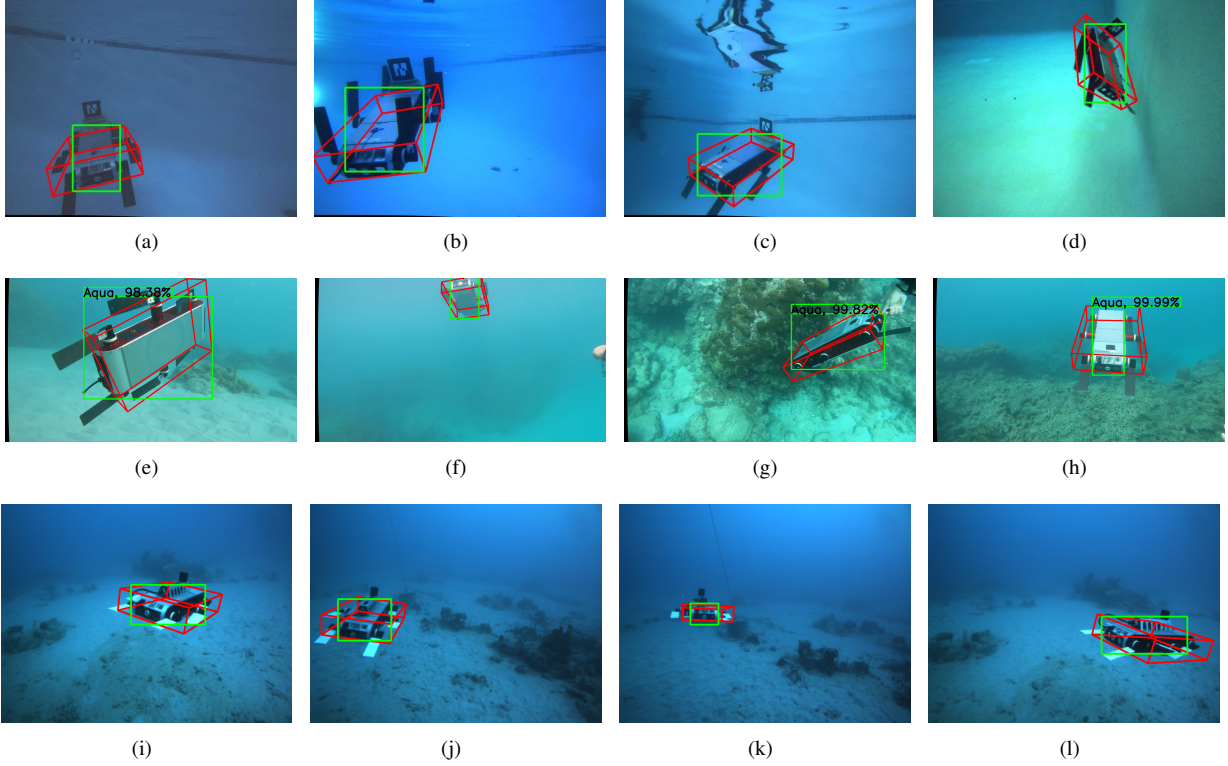 (a)
(b)
(c)
(d)
Aqua, 98.38%
Aqua, 99.82%
Aqua, 99.99%
(e)
(f)
(g)
(h)
(i)
(j)
(k)
(l)